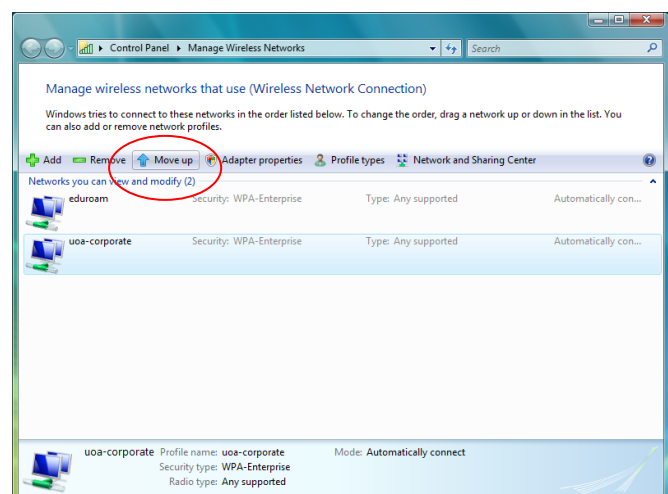 Control Panel Manage Wireless Networks Search
Manage wireless networks that use (Wireless Network Connection)
Windows tries to connect to these networks in the order listed below. To change the order, drag a network up or down in the list. You
can also add or remove network profiles.
Add Remove Move up Adapter properties Profile types Network and Sharing Center
Networks you can view and modify (2)
eduroam Security: WPA-Enterprise Type: Any supported Automatically con...
uoa-corporate Security: WPA-Enterprise Type: Any supported Automatically con...
uoa-corporate Profile name: uoa-corporate Mode: Automatically connect
Security type: WPA-Enterprise
Radio type: Any supported